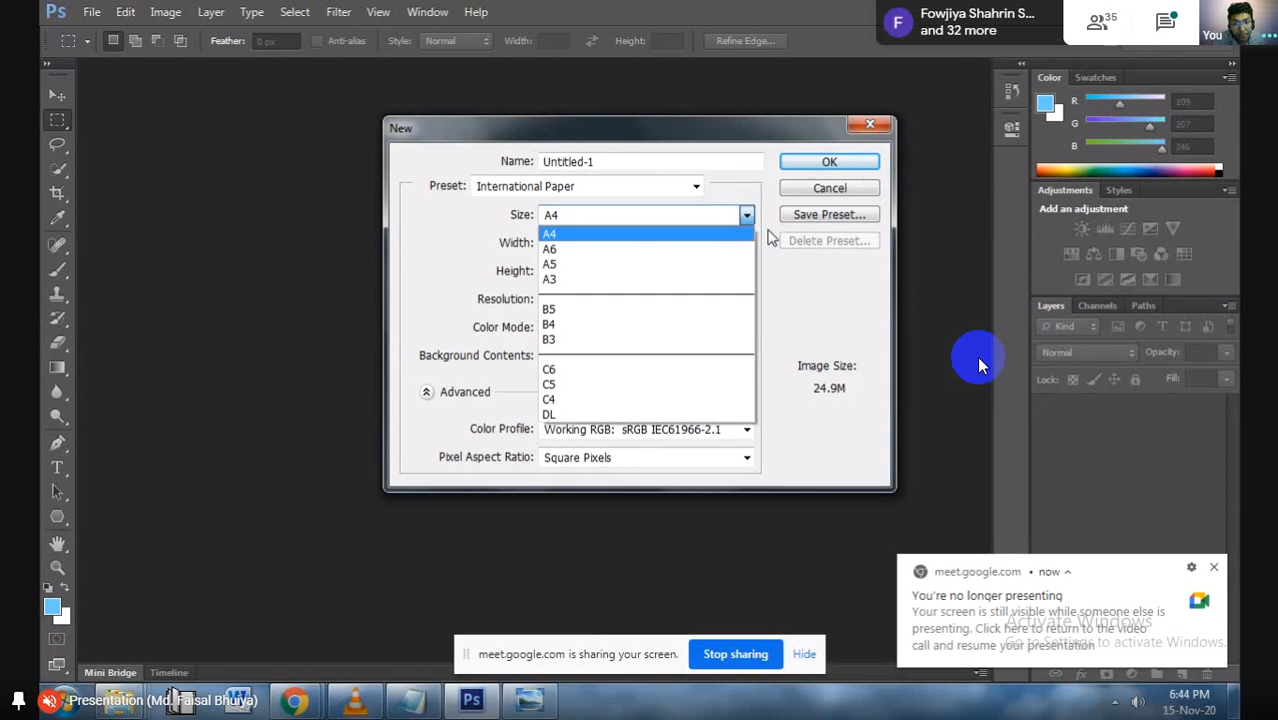 Ps File Edit Image Layer Type Select Filter View Window Help
Fowjiya Shahrin S...
and 32 more
F
35
You
Feather: 0 px Anti-alias Style: Normal Width: Height: Refine Edge...
Color Swatches
R 109
G 207
B 246
Adjustments Styles
Add an adjustment
Layers Channels Paths
Kind
Normal Opacity:
Lock: Fill:
New
Name: Untitled-1
OK
Preset: International Paper
Cancel
Size: A4
Save Preset...
A4
Width:
Delete Preset...
A6
A5
Height:
A3
Resolution:
B5
B4
Color Mode:
B3
Background Contents:
Image Size:
C6
C5
24.9M
Advanced
C4
DL
Color Profile: Working RGB: sRGB IEC61966-2.1
Pixel Aspect Ratio: Square Pixels
meet.google.com • now
You're no longer presenting
Your screen is still visible while someone else is
presenting. Click here to return to the video
call and resume your presentation
Activate Windows
Go to Settings to activate Windows.
meet.google.com is sharing your screen. Stop sharing Hide
Mini Bridge Timeline
Presentation (Md. Faisal Bhuiya)
W
Ps
6:44 PM
15-Nov-20